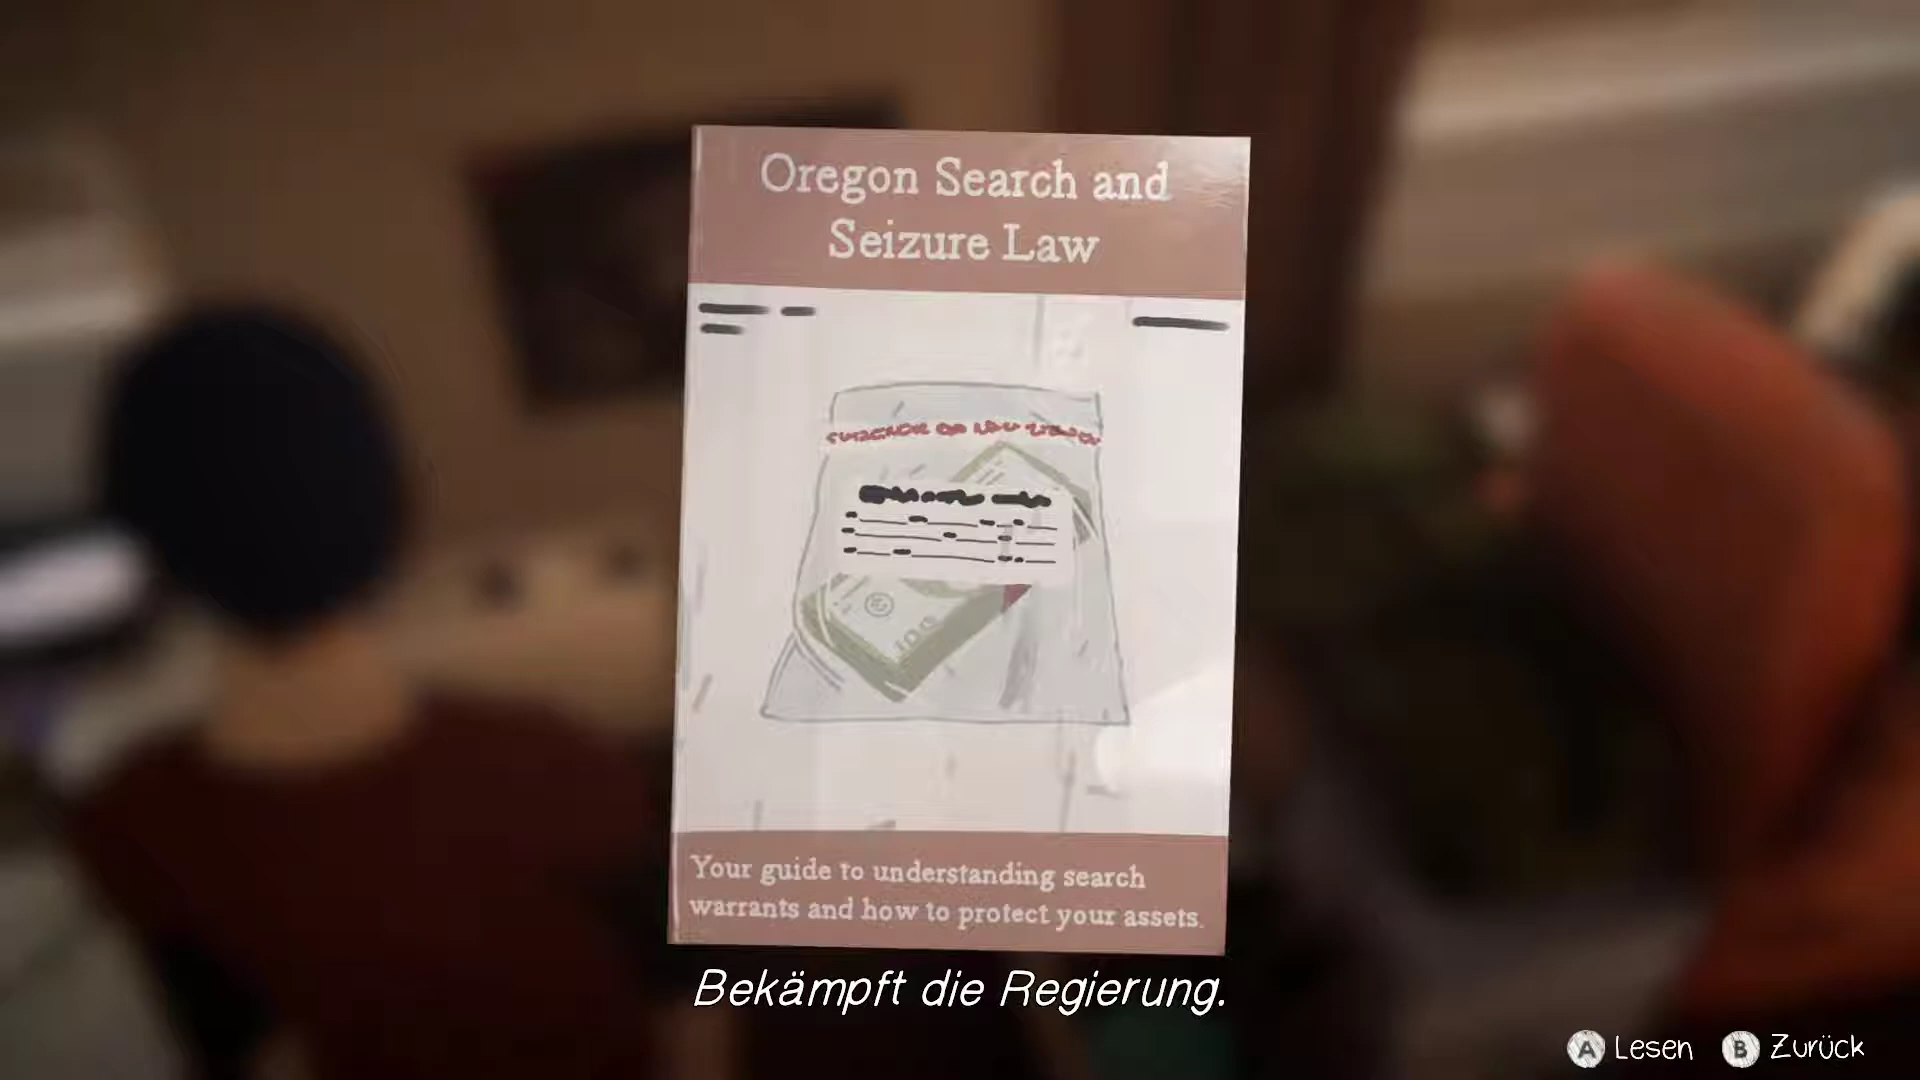 Oregon Search and
Seizure Law
100
Your guide to understanding search
warrants and how to protect your assets.
Bekämpft die Regierung.
A Lesen B Zurück